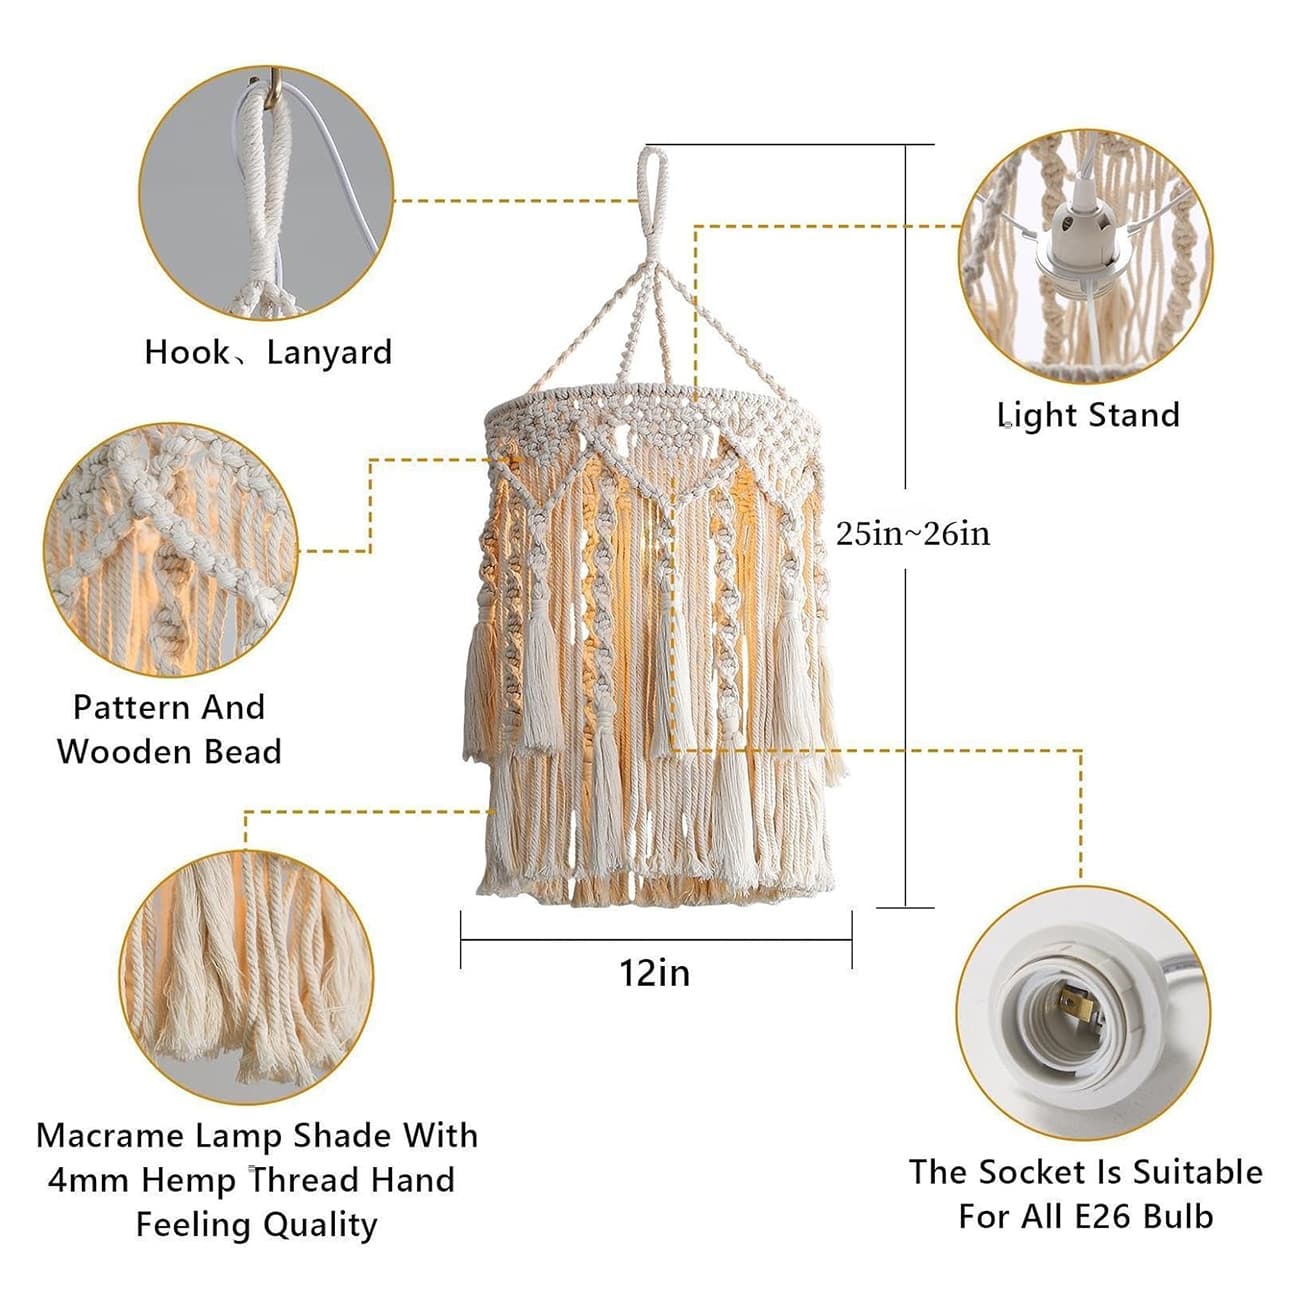 Hook、Lanyard
Light Stand
25in~26in
Pattern And
Wooden Bead
12in
Macrame Lamp Shade With
4mm Hemp Thread Hand
Feeling Quality
The Socket Is Suitable
For All E26 Bulb